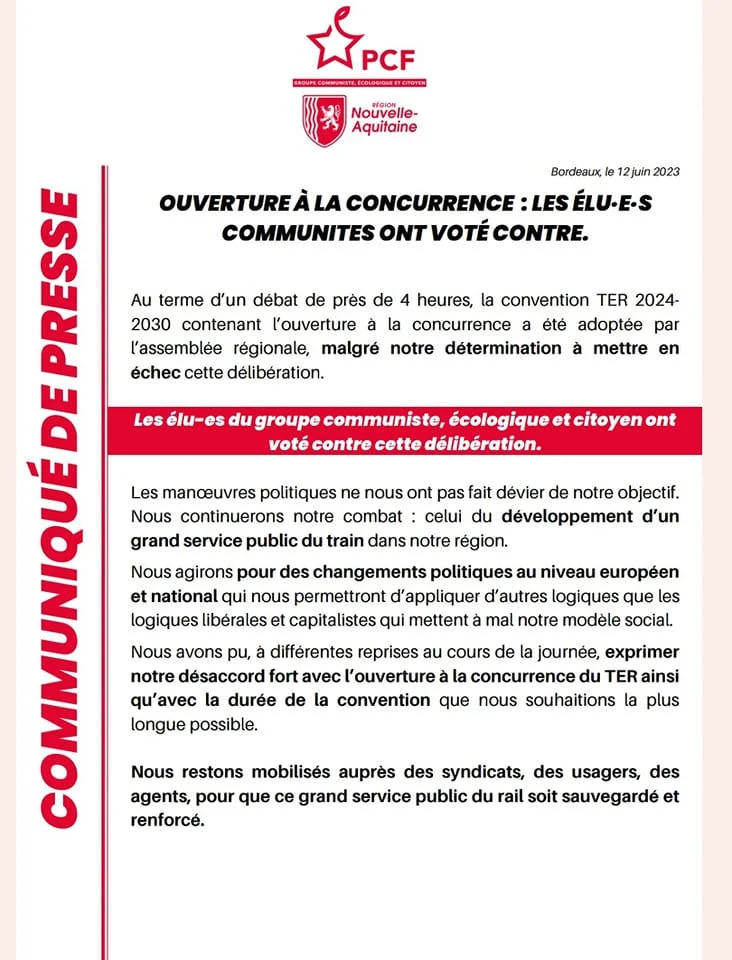 PCF
GROUPE COMMUNISTE, ÉCOLOGIQUE ET CITOYEN
RÉGION
Nouvelle-
Aquitaine
COMMUNIQUÉ DE PRESSE
Bordeaux, le 12 juin 2023
OUVERTURE À LA CONCURRENCE : LES ÉLU·E·S
COMMUNITES ONT VOTÉ CONTRE.
Au terme d'un débat de près de 4 heures, la convention TER 2024-
2030 contenant l'ouverture à la concurrence a été adoptée par
l'assemblée régionale, malgré notre détermination à mettre en
échec cette délibération.
Les élu-es du groupe communiste, écologique et citoyen ont
voté contre cette délibération.
Les manœuvres politiques ne nous ont pas fait dévier de notre objectif.
Nous continuerons notre combat : celui du développement d'un
grand service public du train dans notre région.
Nous agirons pour des changements politiques au niveau européen
et national qui nous permettront d'appliquer d'autres logiques que les
logiques libérales et capitalistes qui mettent à mal notre modèle social.
Nous avons pu, à différentes reprises au cours de la journée, exprimer
notre désaccord fort avec l'ouverture à la concurrence du TER ainsi
qu'avec la durée de la convention que nous souhaitions la plus
longue possible.
Nous restons mobilisés auprès des syndicats, des usagers, des
agents, pour que ce grand service public du rail soit sauvegardé et
renforcé.